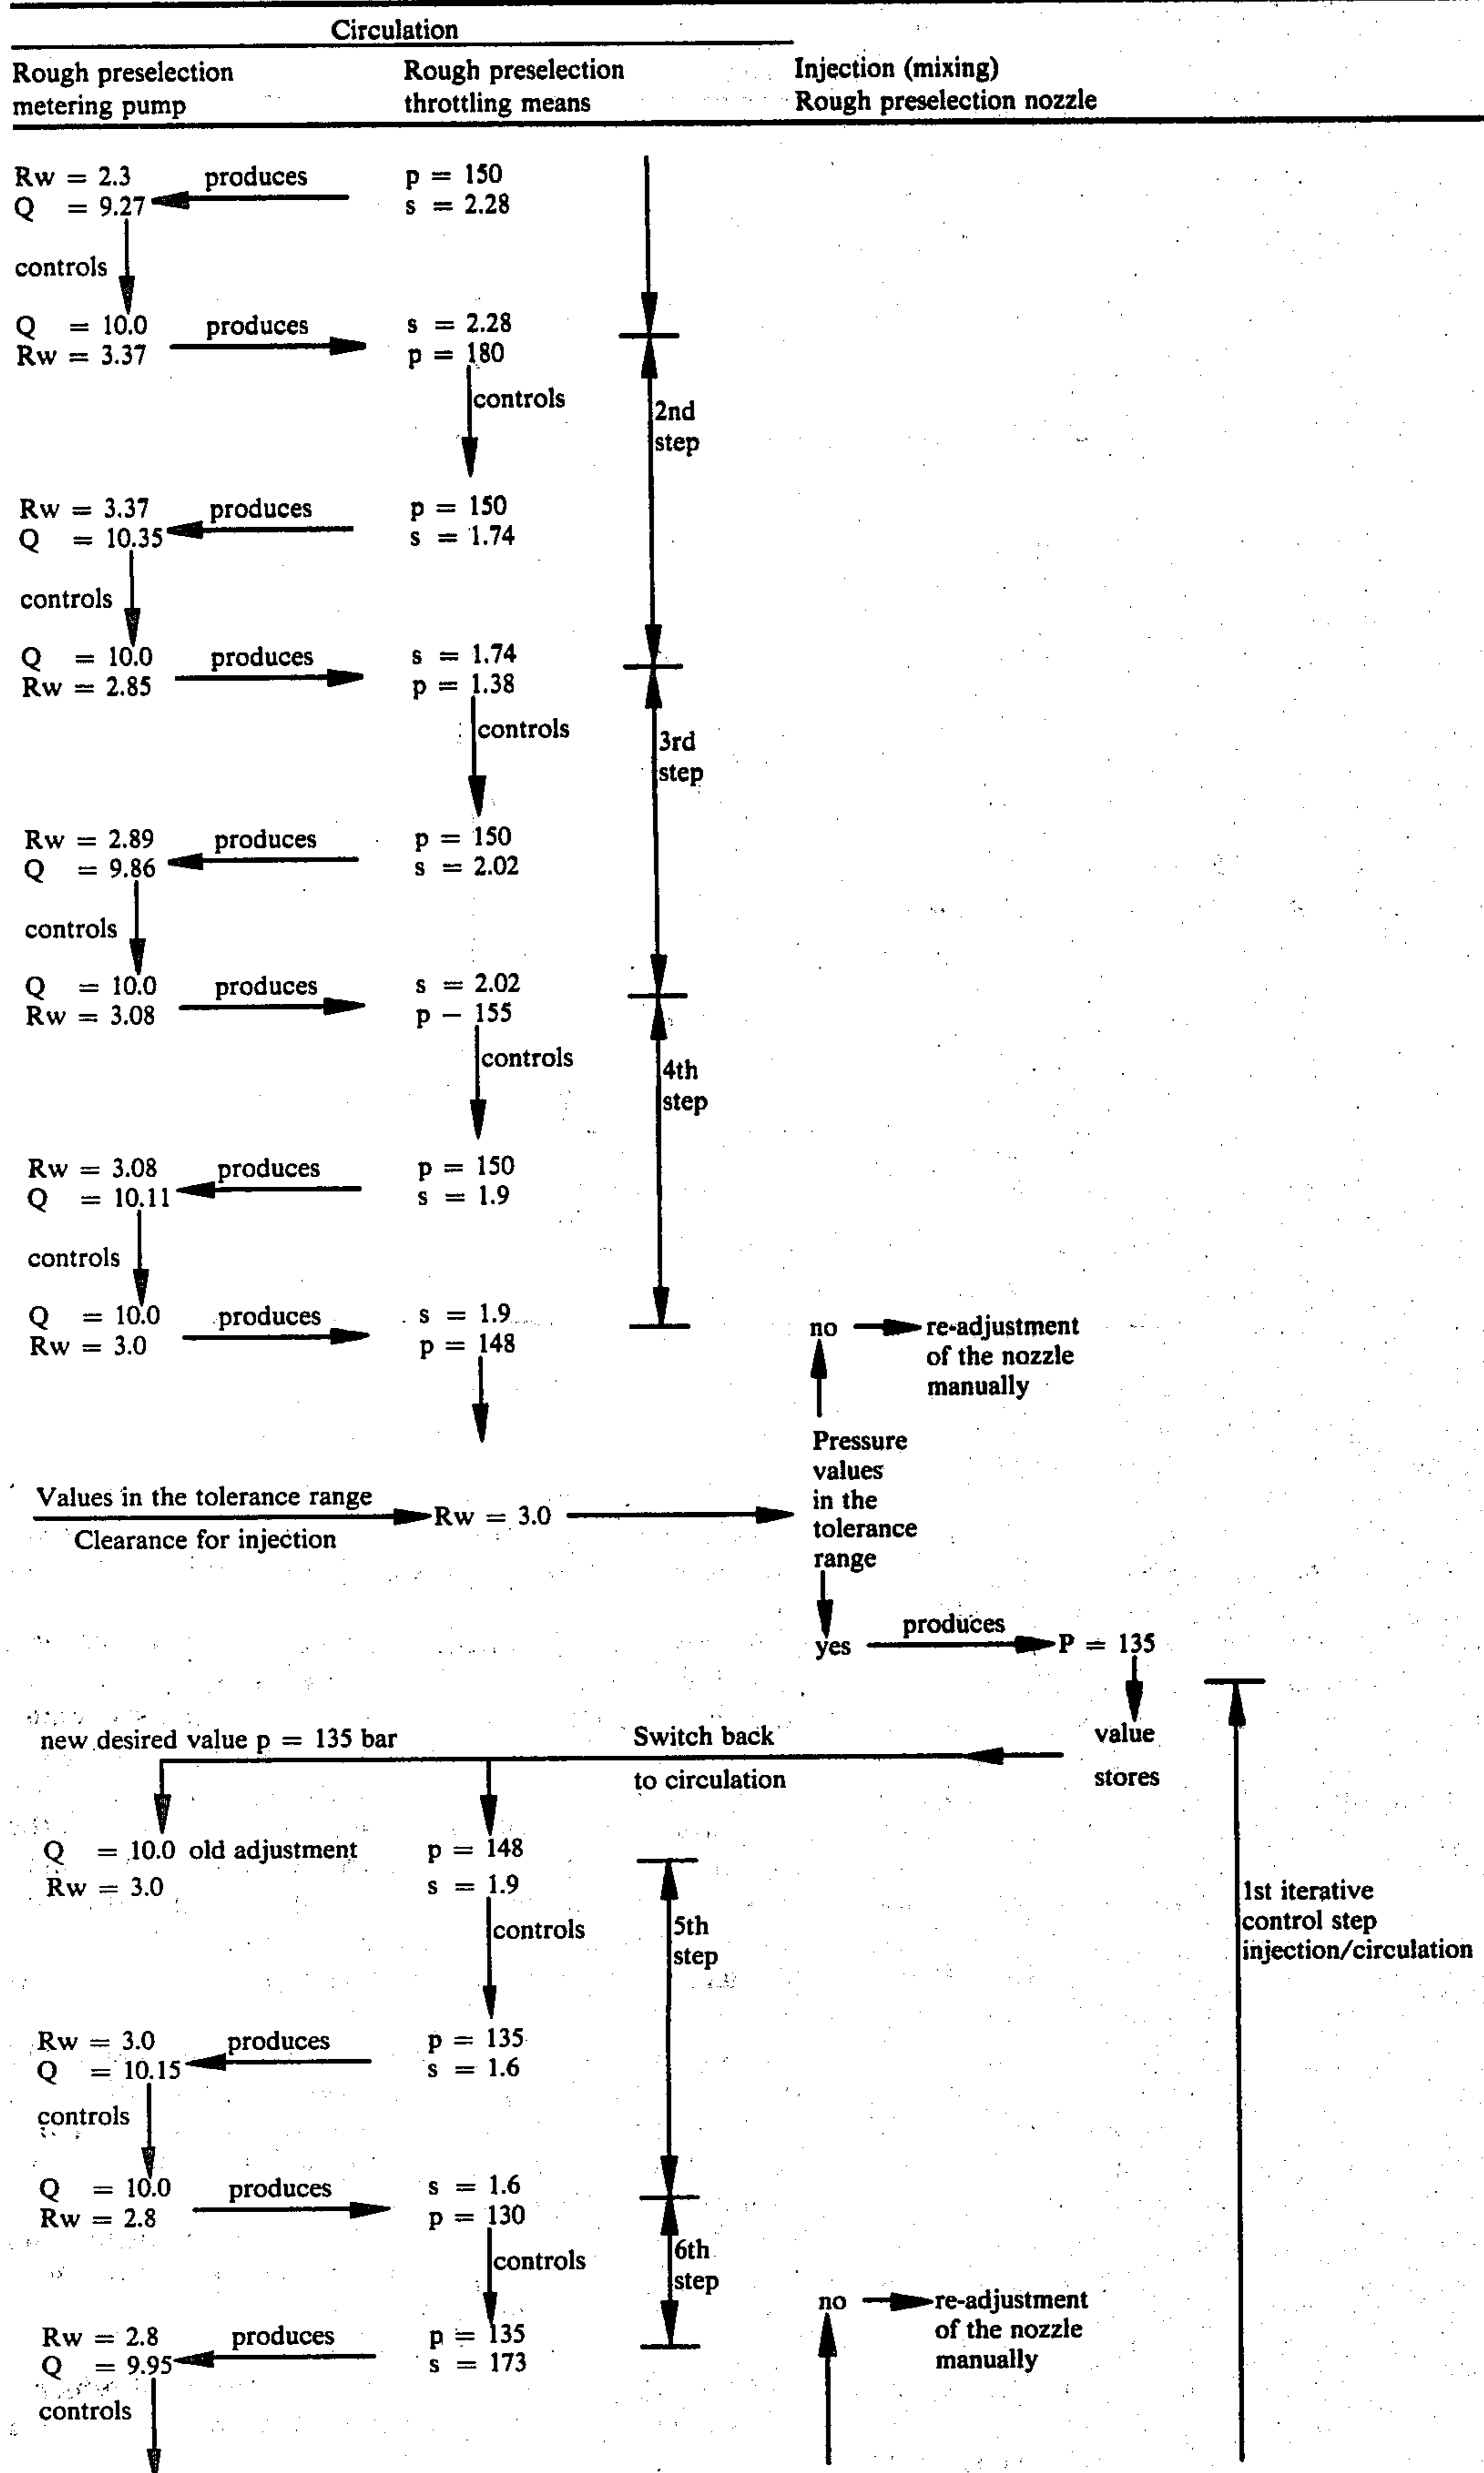 Circulation
Rough preselection
metering pump
Rough preselection
throttling means
Injection (mixing)
Rough preselection nozzle
Rw = 2.3 produces p = 150
Q = 9.27 s = 2.28
controls
Q = 10.0 produces s = 2.28
Rw = 3.37 p = 180
controls
2nd
step
Rw = 3.37 produces p = 150
Q = 10.35 s = 1.74
controls
Q = 10.0 produces s = 1.74
Rw = 2.85 p = 1.38
controls
3rd
step
Rw = 2.89 produces p = 150
Q = 9.86 s = 2.02
controls
Q = 10.0 produces s = 2.02
Rw = 3.08 p – 155
controls
4th
step
Rw = 3.08 produces p = 150
Q = 10.11 s = 1.9
controls
Q = 10.0 produces s = 1.9
Rw = 3.0 p = 148
no re-adjustment
of the nozzle
manually
Pressure
values
in the
tolerance
range
Values in the tolerance range
Clearance for injection
Rw = 3.0
yes produces P = 135
value
stores
new desired value p = 135 bar
Switch back
to circulation
Q = 10.0 old adjustment p = 148
Rw = 3.0 s = 1.9
controls
5th
step
1st iterative
control step
injection/circulation
Rw = 3.0 produces p = 135
Q = 10.15 s = 1.6
controls
Q = 10.0 produces s = 1.6
Rw = 2.8 p = 130
controls
6th
step
no re-adjustment
of the nozzle
manually
Rw = 2.8 produces p = 135
Q = 9.95 s = 173
controls